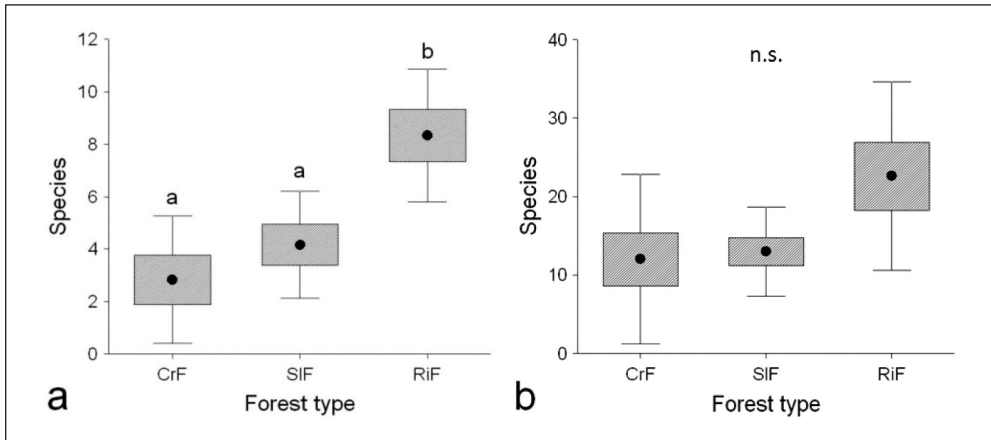 12
10
8
6
4
2
0
Species
a
a
b
CrF
SlF
RiF
Forest type
a
40
30
20
10
0
Species
n.s.
CrF
SlF
RiF
Forest type
b